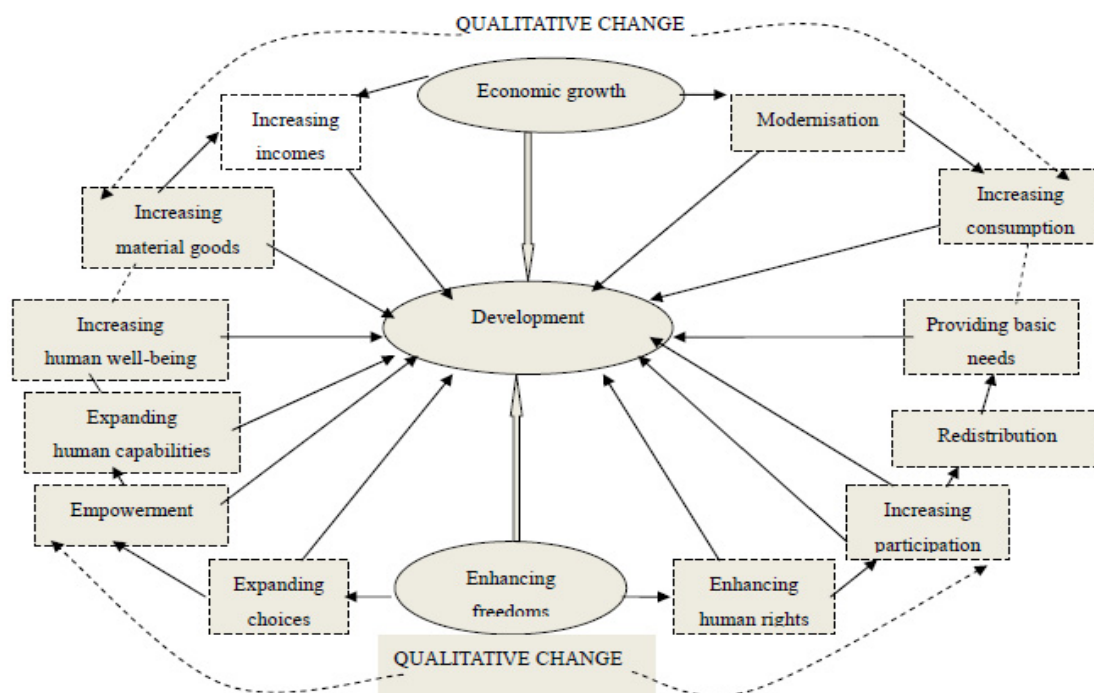 QUALITATIVE CHANGE
Economic growth
Increasing
incomes
Modernisation
Increasing
material goods
Increasing
consumption
Development
Increasing
human well-being
Providing basic
needs
Expanding
human capabilities
Redistribution
Empowerment
Increasing
participation
Expanding
choices
Enhancing
freedoms
Enhancing
human rights
QUALITATIVE CHANGE